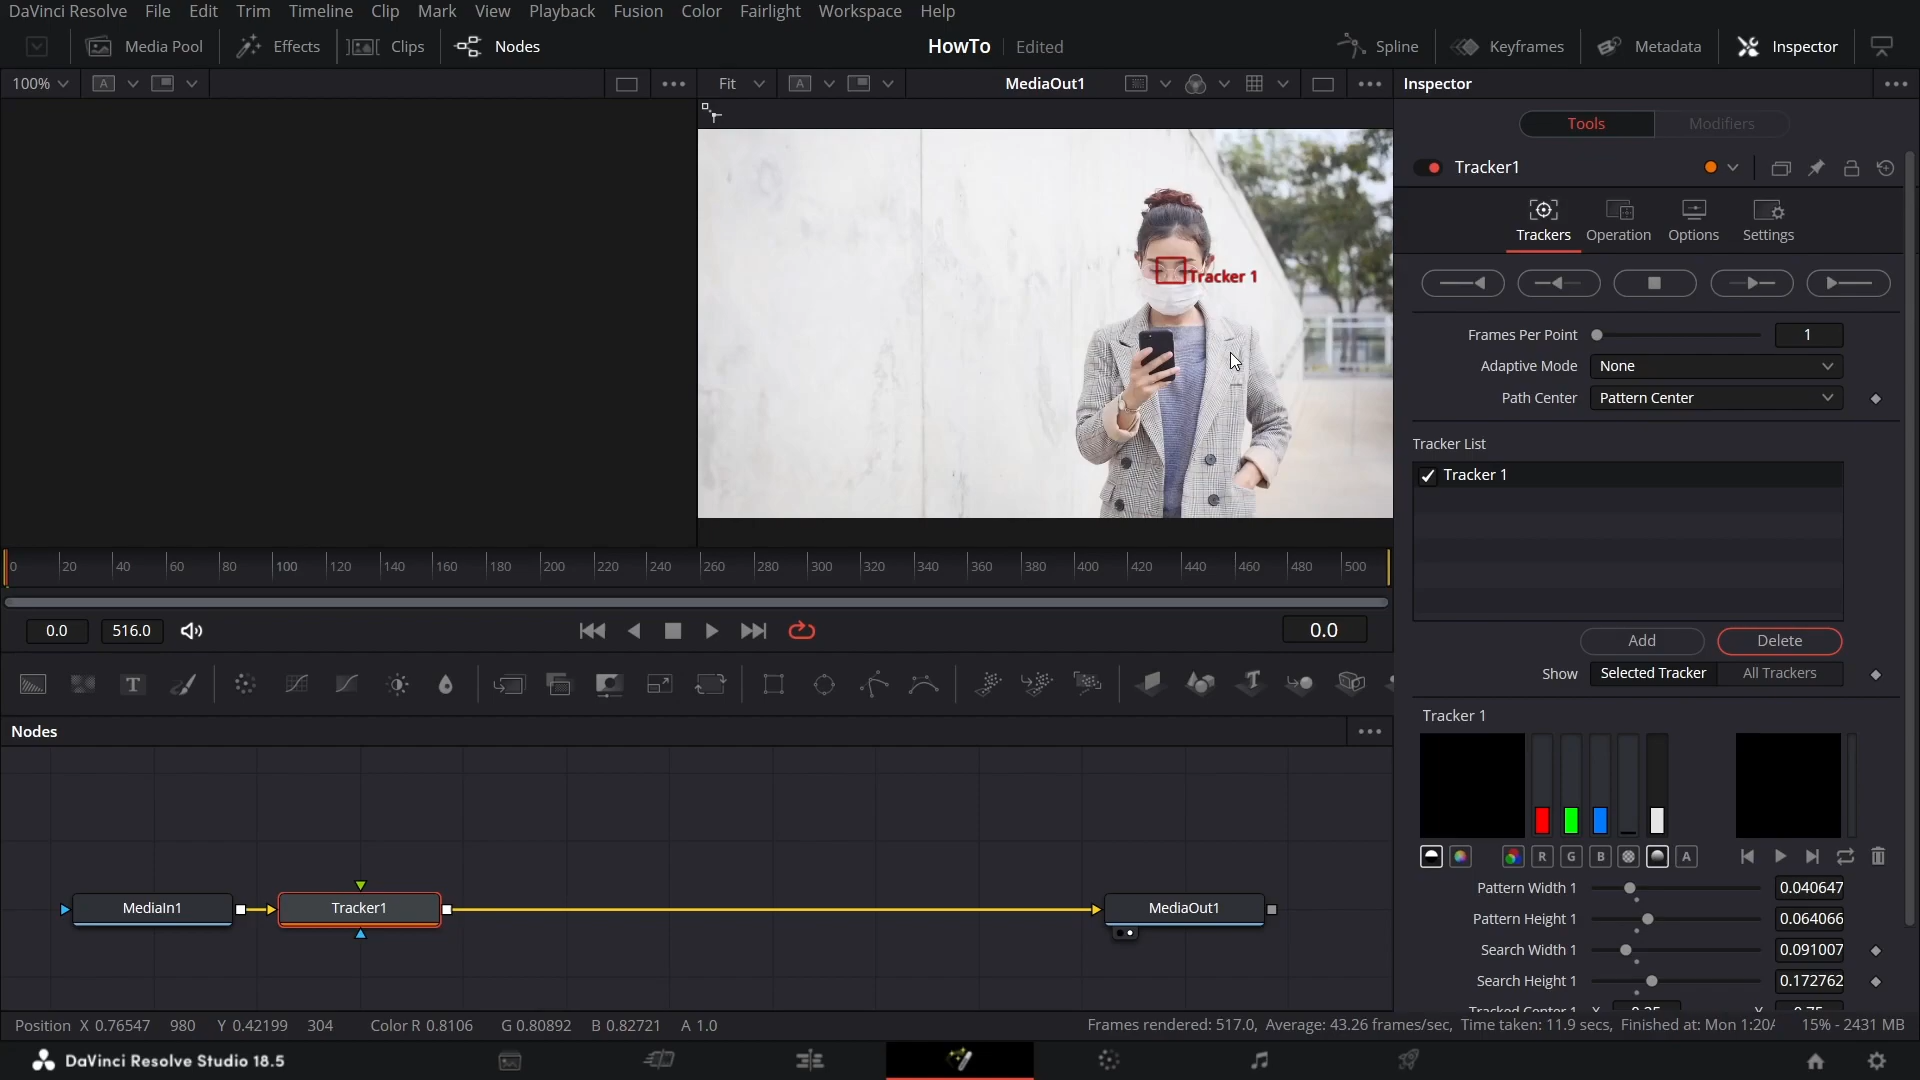 DaVinci Resolve File Edit Trim Timeline Clip Mark View Playback Fusion Color Fairlight Workspace Help
Media Pool Effects Clips Nodes HowTo Edited Spline Keyframes Metadata Inspector
100% A Fit A MediaOut1 Inspector
Tools Modifiers
Tracker1
Trackers Operation Options Settings
Tracker 1
Frames Per Point 1
Adaptive Mode None
Path Center Pattern Center
Tracker List
Tracker 1
0 20 40 60 80 100 120 140 160 180 200 220 240 260 280 300 320 340 360 380 400 420 440 460 480 500
0.0 516.0 0.0
Add Delete
Show Selected Tracker All Trackers
T T
Tracker 1
Nodes
R G B A
Pattern Width 1 0.040647
Pattern Height 1 0.064066
Search Width 1 0.091007
Search Height 1 0.172762
MediaIn1 Tracker1 MediaOut1
Position X 0.76547 980 Y 0.42199 304 Color R 0.8106 G 0.80892 B 0.82721 A 1.0 Frames rendered: 517.0, Average: 43.26 frames/sec, Time taken: 11.9 secs, Finished at: Mon 1:20 15% - 2431 MB
DaVinci Resolve Studio 18.5